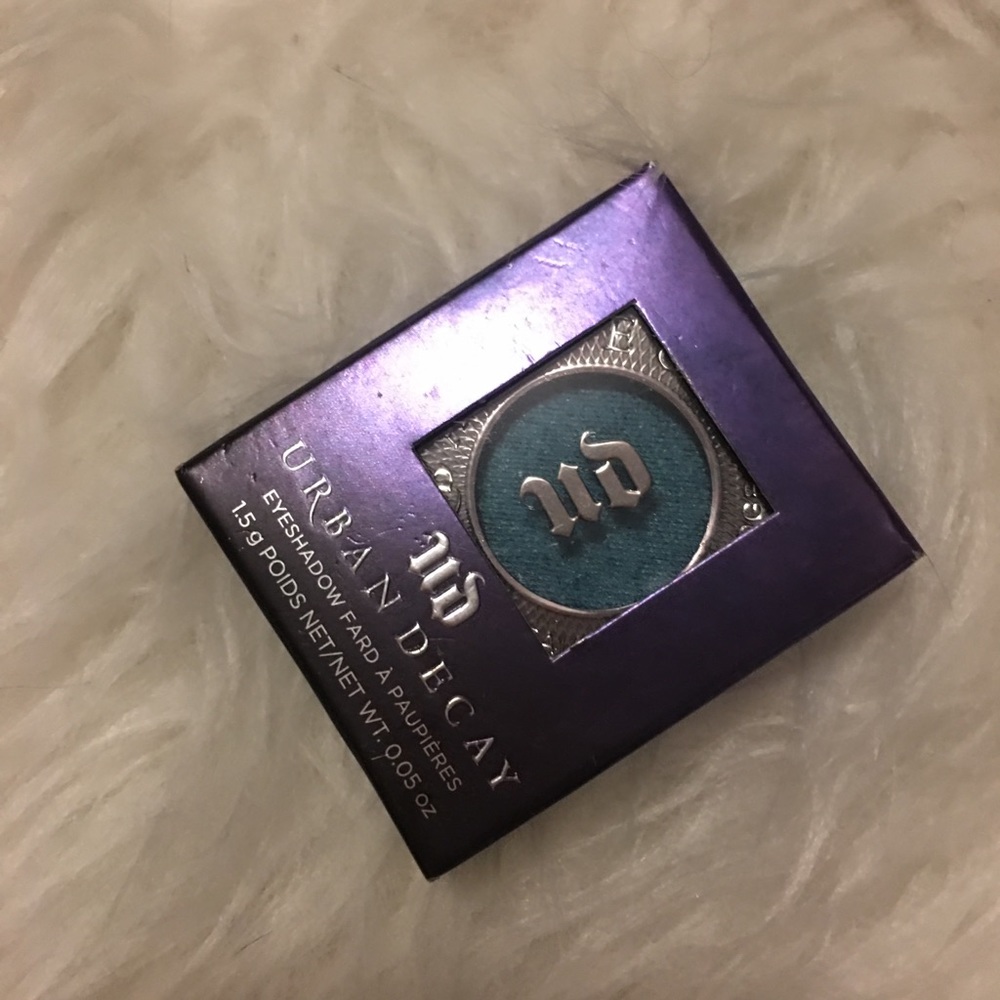 UD
UD
URBAN DECAY
EYESHADOW FARD À PAUPIÈRES
1.5 g POIDS NET/NET WT. 0.05 oz